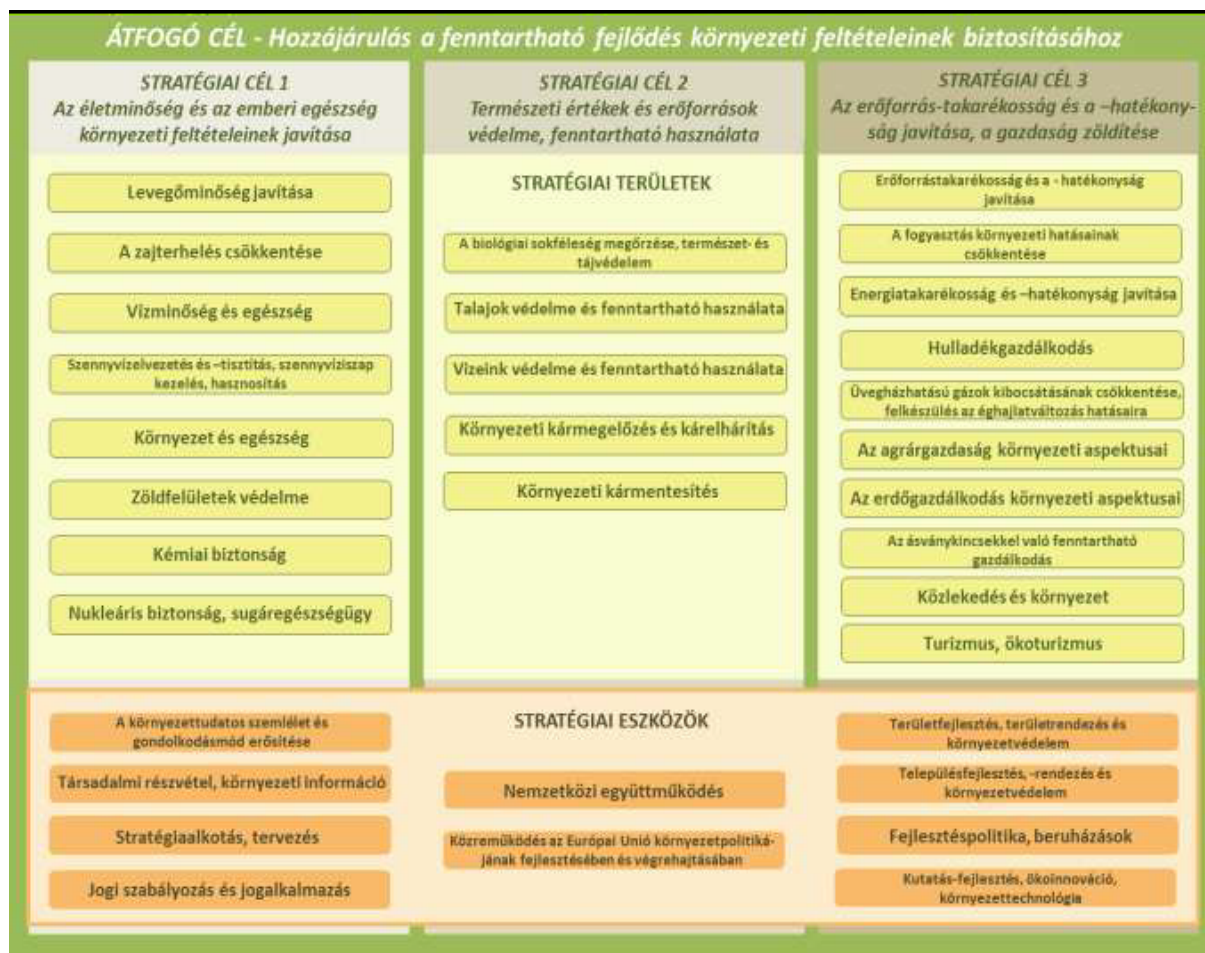 ÁTFOGÓ CÉL - Hozzájárulás a fenntartható fejlődés környezeti feltételeinek biztosításához
STRATÉGIAI CÉL 1
Az életminőség és az emberi egészség
környezeti feltételeinek javítása
Levegőminőség javítása
A zajterhelés csökkentése
Vízminőség és egészség
Szennyvízelvezetés és –tisztítás, szennyvíziszap
kezelés, hasznosítás
Környezet és egészség
Zöldfelületek védelme
Kémiai biztonság
Nukleáris biztonság, sugáregészségügy
STRATÉGIAI CÉL 2
Természeti értékek és erőforrások
védelme, fenntartható használata
STRATÉGIAI TERÜLETEK
A biológiai sokféleség megőrzése, természet- és
tájvédelem
Talajok védelme és fenntartható használata
Vizeink védelme és fenntartható használata
Környezeti kármegelőzés és kárelhárítás
Környezeti kármentesítés
STRATÉGIAI CÉL 3
Az erőforrás-takarékosság és a –hatékony-
ság javítása, a gazdaság zöldítése
Erőforrástakarékosság és a - hatékonyság
javítása
A fogyasztás környezeti hatásainak
csökkentése
Energiatakarékosság és –hatékonyság javítása
Hulladékgazdálkodás
Üvegházhatású gázok kibocsátásának csökkentése,
felkészülés az éghajlatváltozás hatásaira
Az agrárgazdaság környezeti aspektusai
Az erdőgazdálkodás környezeti aspektusai
Az ásványkincsekkel való fenntartható
gazdálkodás
Közlekedés és környezet
Turizmus, ökoturizmus
A környezettudatos szemlélet és
gondolkodásmód erősítése
Társadalmi részvétel, környezeti információ
Stratégiaalkotás, tervezés
Jogi szabályozás és jogalkalmazás
STRATÉGIAI ESZKÖZÖK
Nemzetközi együttműködés
Közreműködés az Európai Unió környezetpolitiká-
jának fejlesztésében és végrehajtásában
Területfejlesztés, területrendezés és
környezetvédelem
Településfejlesztés, -rendezés és
környezetvédelem
Fejlesztéspolitika, beruházások
Kutatás-fejlesztés, ökoinnováció,
környezettechnológia